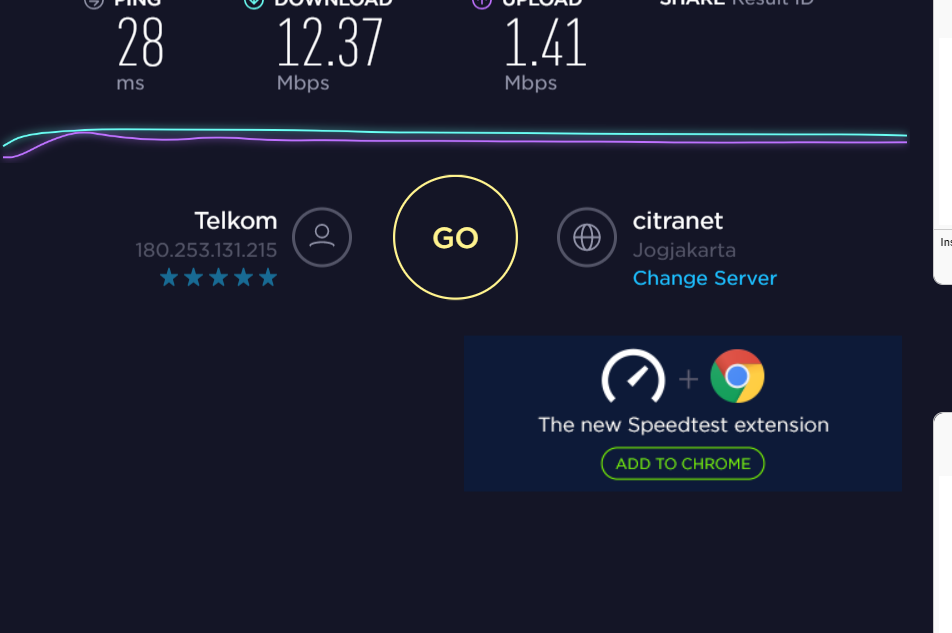 PING DOWNLOAD UPLOAD SHARE Result ID
28 12.37 1.41
ms Mbps Mbps
Telkom
180.253.131.215
GO
citranet
Jogjakarta
Change Server
The new Speedtest extension
ADD TO CHROME